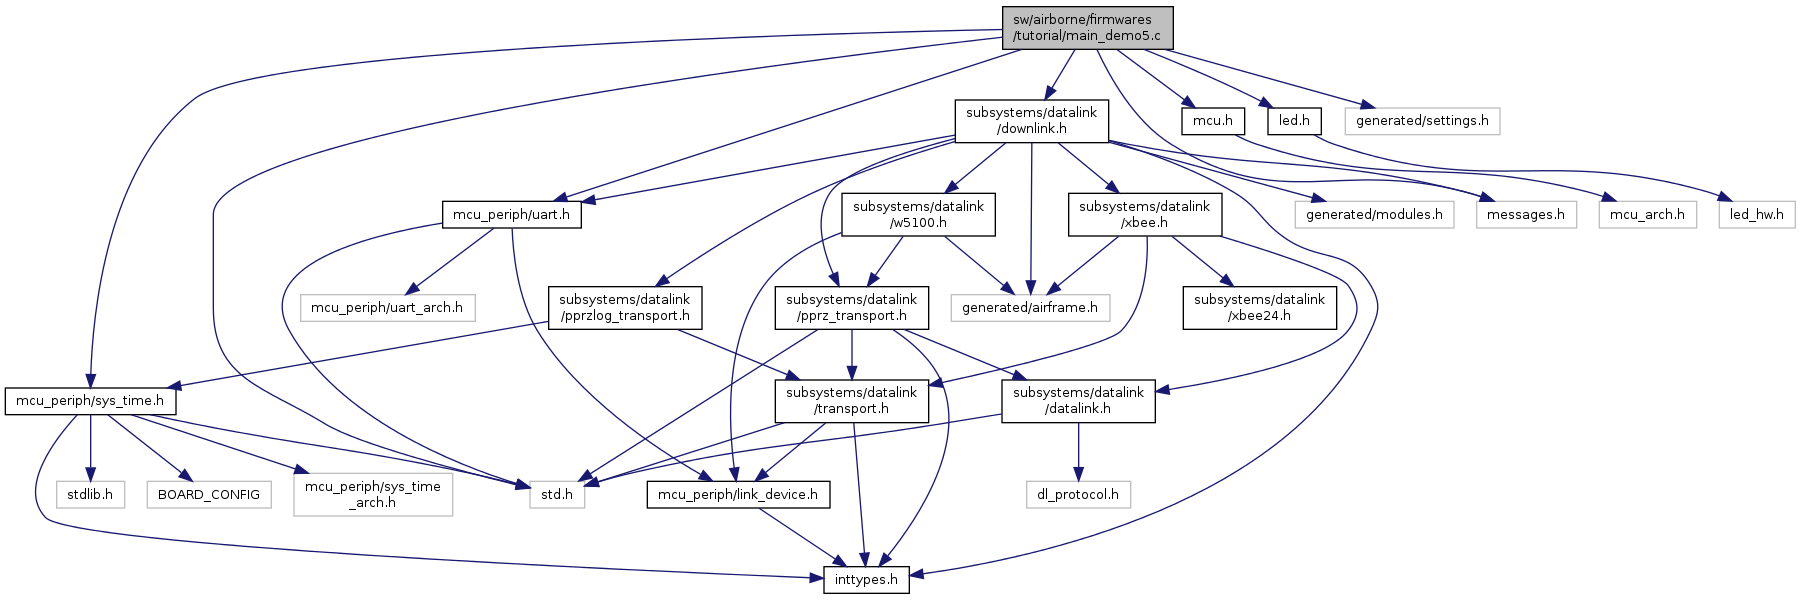 sw/airborne/firmwares
/tutorial/main_demo5.c
subsystems/datalink
/downlink.h
mcu.h
led.h
generated/settings.h
mcu_periph/uart.h
subsystems/datalink
/w5100.h
subsystems/datalink
/xbee.h
generated/modules.h
messages.h
mcu_arch.h
led_hw.h
mcu_periph/uart_arch.h
subsystems/datalink
/pprzlog_transport.h
subsystems/datalink
/pprz_transport.h
generated/airframe.h
subsystems/datalink
/xbee24.h
mcu_periph/sys_time.h
subsystems/datalink
/transport.h
subsystems/datalink
/datalink.h
stdlib.h
BOARD_CONFIG
mcu_periph/sys_time
_arch.h
std.h
mcu_periph/link_device.h
dl_protocol.h
inttypes.h